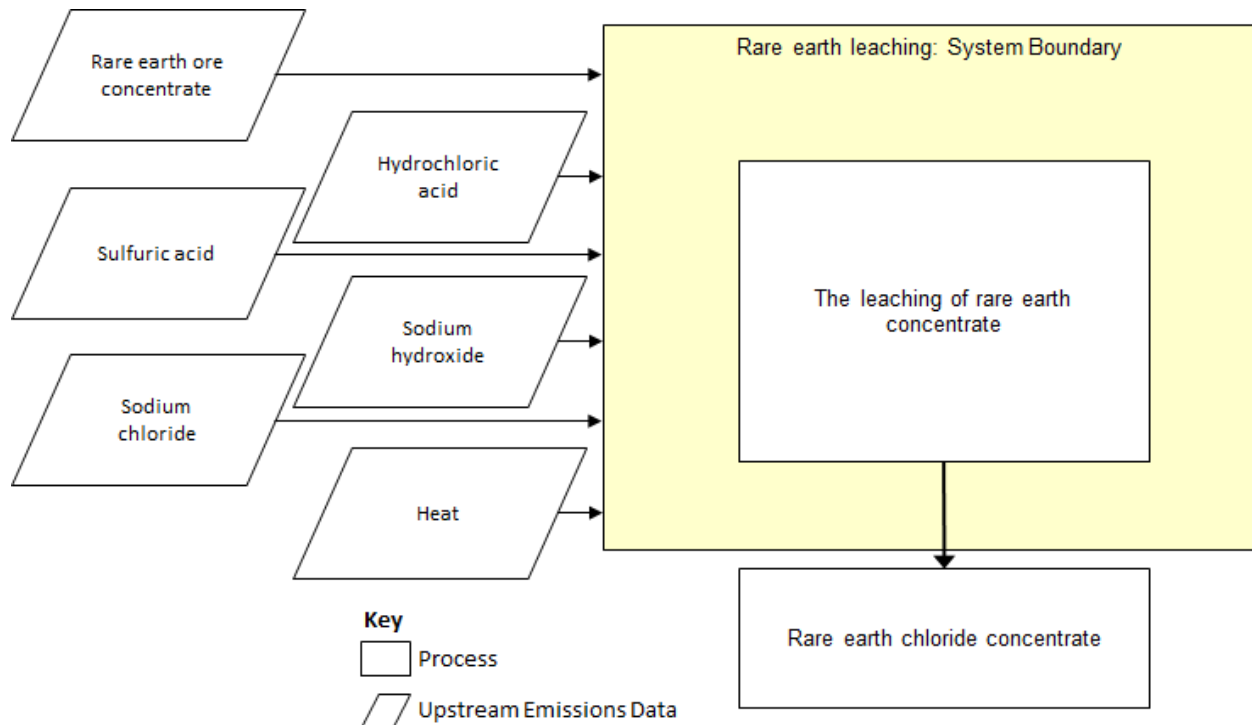 Rare earth ore
concentrate
Rare earth leaching: System Boundary
Hydrochloric
acid
Sulfuric acid
The leaching of rare earth
concentrate
Sodium
hydroxide
Sodium
chloride
Heat
Rare earth chloride concentrate
Key
Process
Upstream Emissions Data